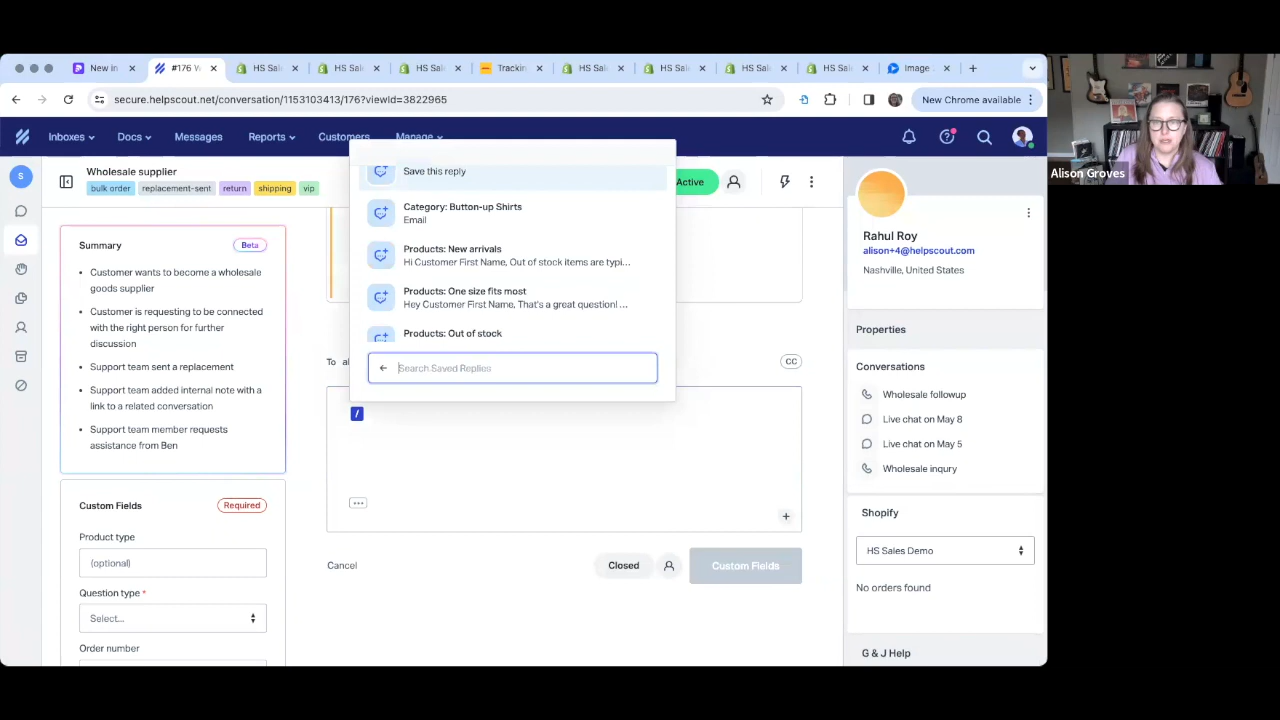 New in
#176 W
HS Sal
HS Sal
HS Sal
Trackin
HS Sal
HS Sal
HS Sal
HS Sal
Image
secure.helpscout.net/conversation/1153103413/176?viewId=3822965
New Chrome available
Inboxes
Docs
Messages
Reports
Customers
Manage
Alison Groves
S
Wholesale supplier
bulk order
replacement-sent
return
shipping
vip
Active
Summary
Beta
Customer wants to become a wholesale
goods supplier
Customer is requesting to be connected
with the right person for further
discussion
Support team sent a replacement
Support team added internal note with a
link to a related conversation
Support team member requests
assistance from Ben
Custom Fields
Required
Product type
(optional)
Question type *
Select...
Order number
Save this reply
Category: Button-up Shirts
Email
Products: New arrivals
Hi Customer First Name, Out of stock items are typi...
Products: One size fits most
Hey Customer First Name, That's a great question! ...
Products: Out of stock
Search Saved Replies
To al
CC
/
Cancel
Closed
Custom Fields
Rahul Roy
alison+4@helpscout.com
Nashville, United States
Properties
Conversations
Wholesale followup
Live chat on May 8
Live chat on May 5
Wholesale inqury
Shopify
HS Sales Demo
No orders found
G & J Help